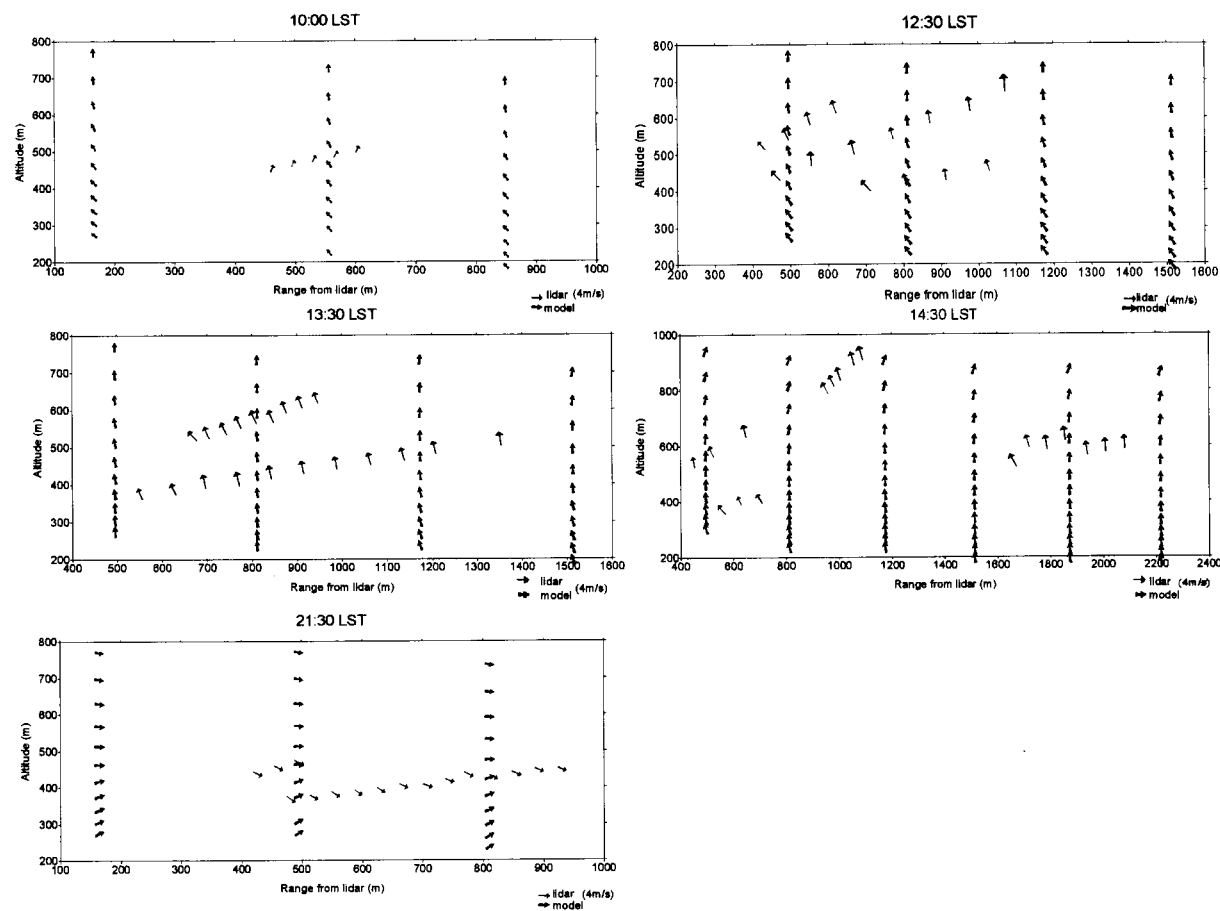 10:00 LST
800
700
600
500
400
300
200
Altitude (m)
100 200 300 400 500 600 700 800 900 1000
Range from lidar (m)
lidar (4m/s)
model
12:30 LST
800
700
600
500
400
300
200
Altitude (m)
200 300 400 500 600 700 800 900 1000 1100 1200 1300 1400 1500 1600
Range from lidar (m)
lidar (4m/s)
model
13:30 LST
800
700
600
500
400
300
200
Altitude (m)
400 500 600 700 800 900 1000 1100 1200 1300 1400 1500 1600
Range from lidar (m)
lidar (4m/s)
model
14:30 LST
1000
800
600
400
200
Altitude (m)
400 600 800 1000 1200 1400 1600 1800 2000 2200 2400
Range from lidar (m)
lidar (4m/s)
model
21:30 LST
800
700
600
500
400
300
200
Altitude (m)
100 200 300 400 500 600 700 800 900 1000
Range from lidar (m)
lidar (4m/s)
model